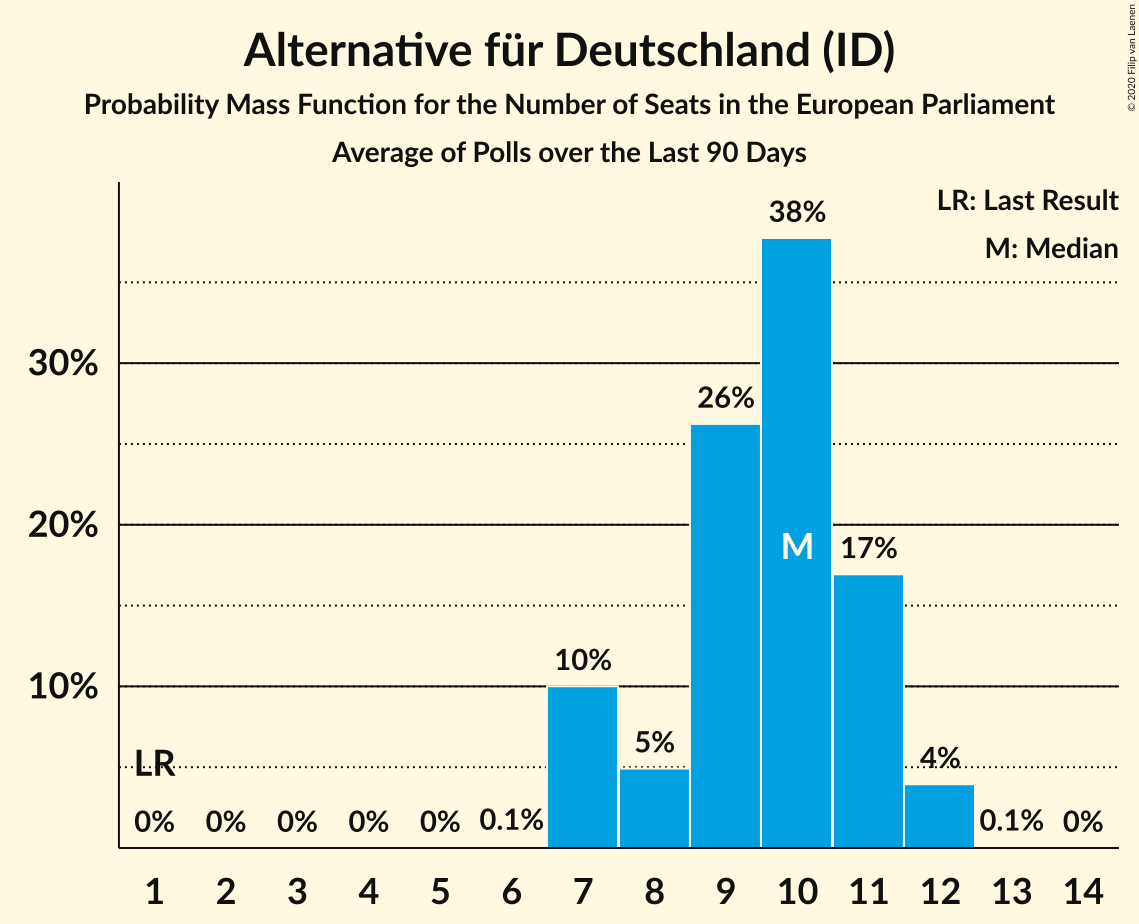 Alternative für Deutschland (ID)
Probability Mass Function for the Number of Seats in the European Parliament
Average of Polls over the Last 90 Days
© 2020 Filip van Laenen
LR: Last Result
M: Median
38%
30%
26%
20%
M
17%
10%
10%
LR
5%
4%
0%
0%
0%
0%
0%
0.1%
0.1%
0%
1 2 3 4 5 6 7 8 9 10 11 12 13 14